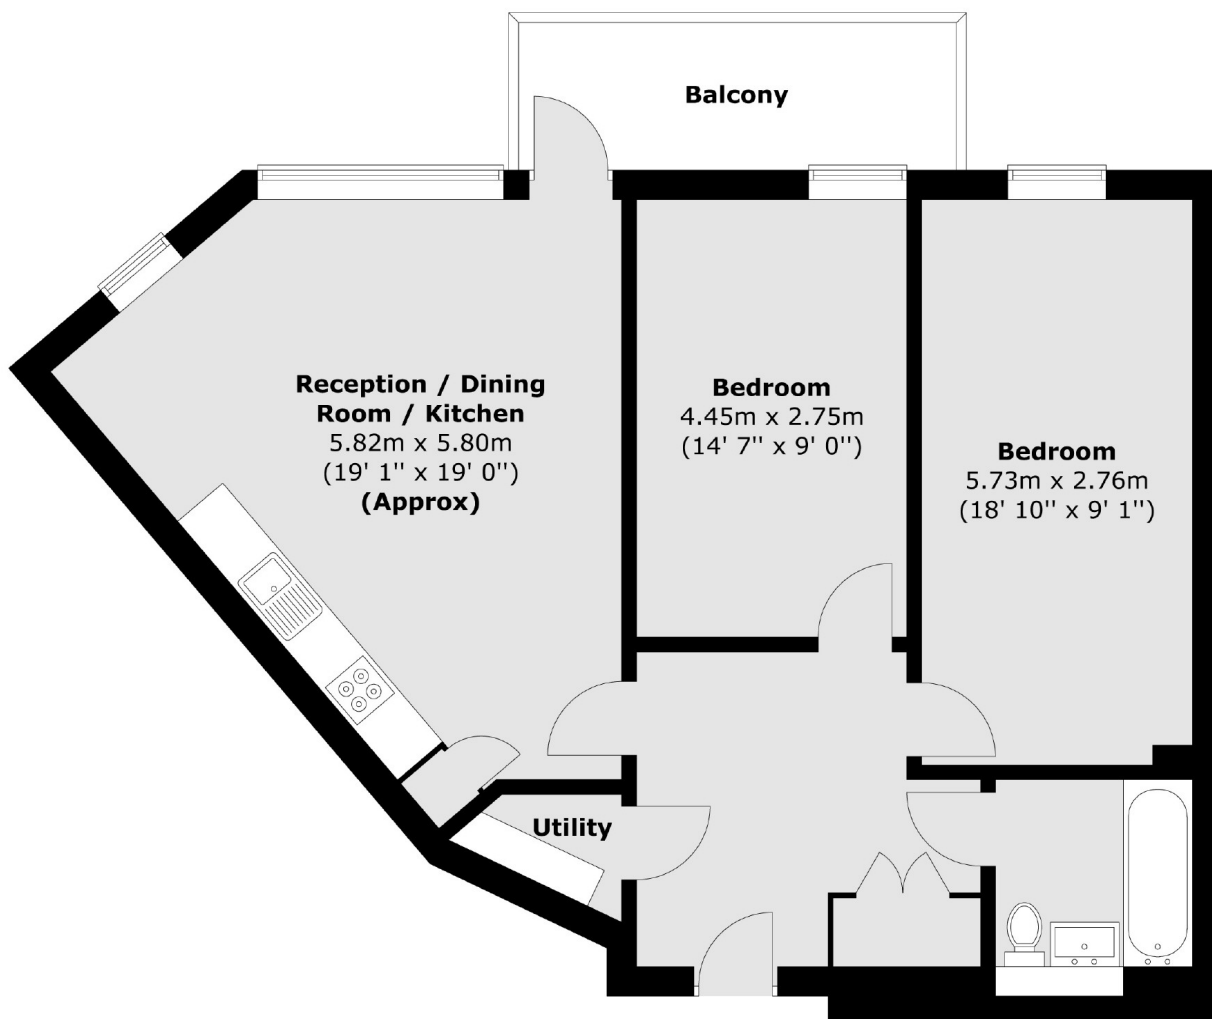 Balcony
Reception / Dining
Room / Kitchen
5.82m x 5.80m
(19' 1'' x 19' 0'')
(Approx)
Bedroom
4.45m x 2.75m
(14' 7'' x 9' 0'')
Bedroom
5.73m x 2.76m
(18' 10'' x 9' 1'')
Utility